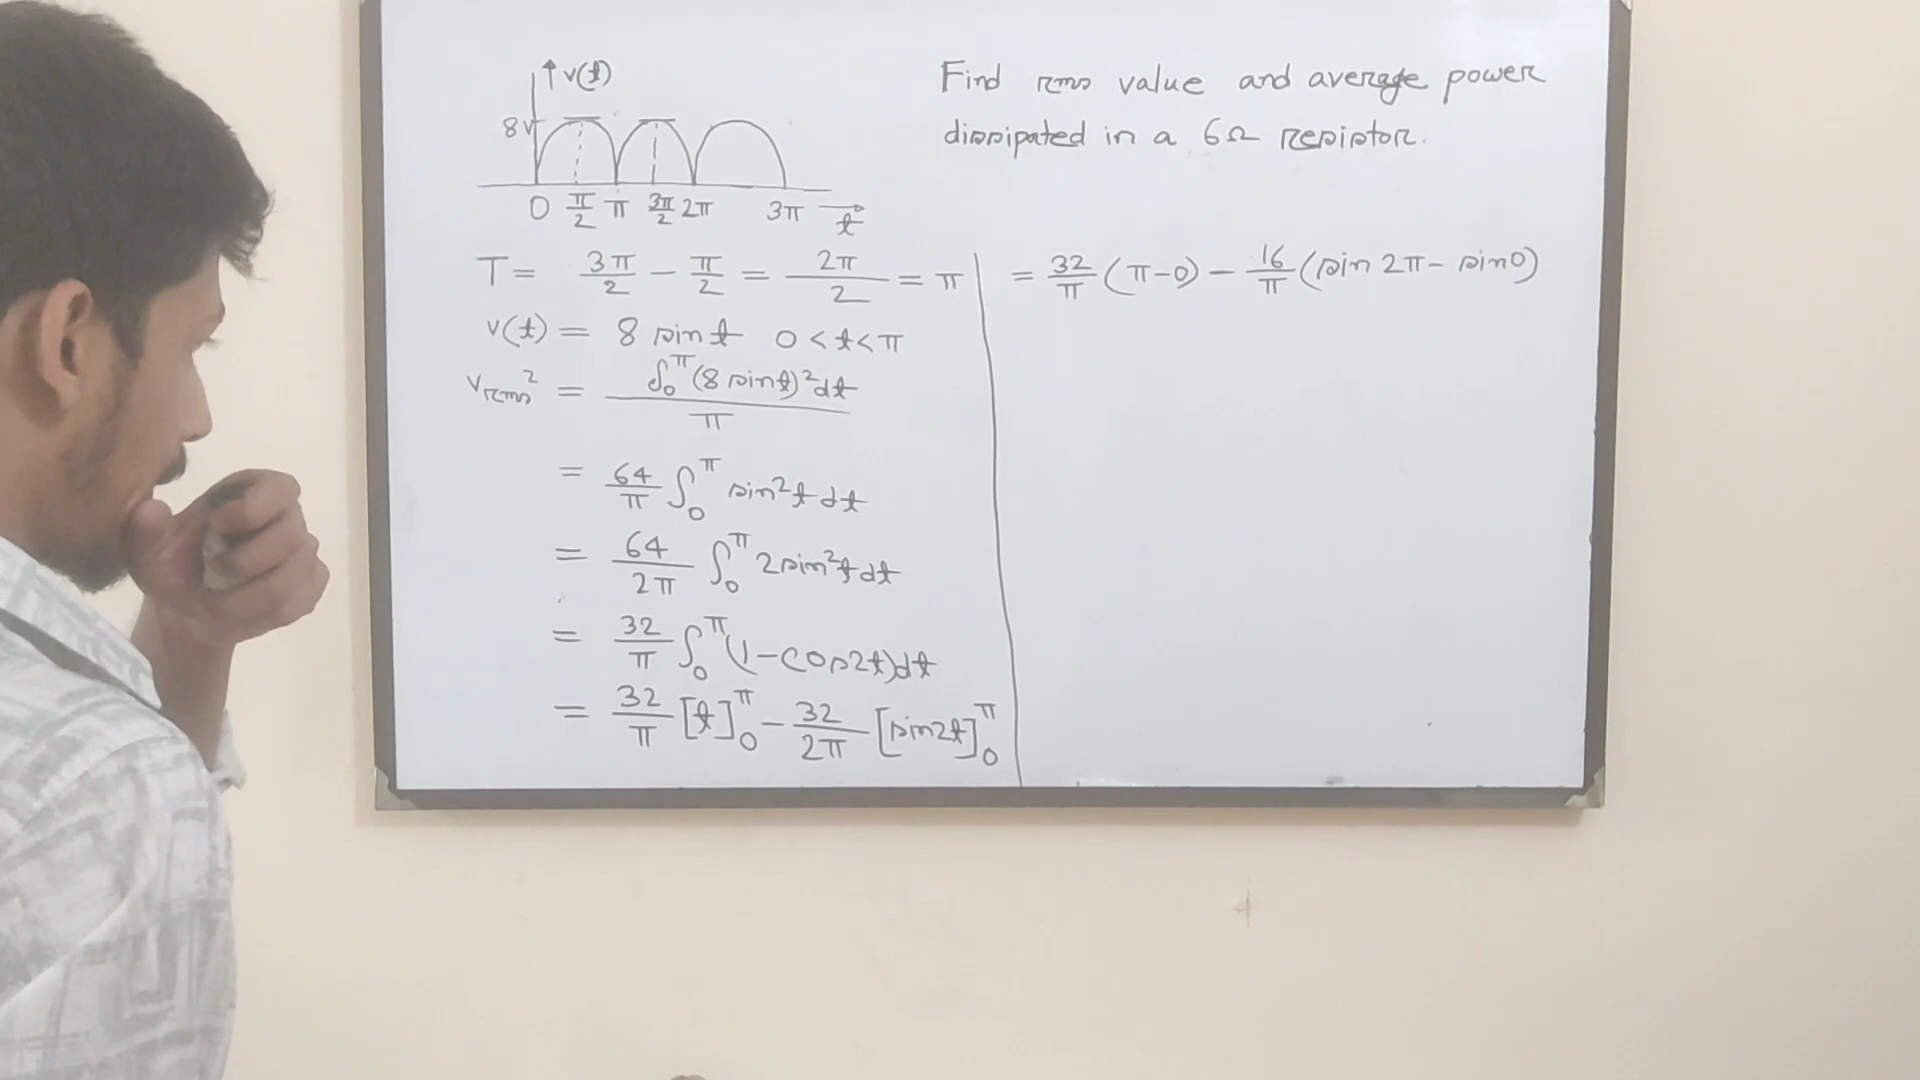 v(t)
8V
0 π/2 π 3π/2 2π 3π t
Find rms value and average power
dissipated in a 6Ω resistor.
T = 3π/2 - π/2 = 2π/2 = π
v(t) = 8 sin t 0 < t < π
Vrms² = ∫₀^π (8 sin t)² dt / π
= 64/π ∫₀^π sin² t dt
= 64/2π ∫₀^π 2 sin² t dt
= 32/π ∫₀^π (1 - cos 2t) dt
= 32/π [t]₀^π - 32/2π [sin 2t]₀^π
= 32/π (π - 0) - 16/π (sin 2π - sin 0)